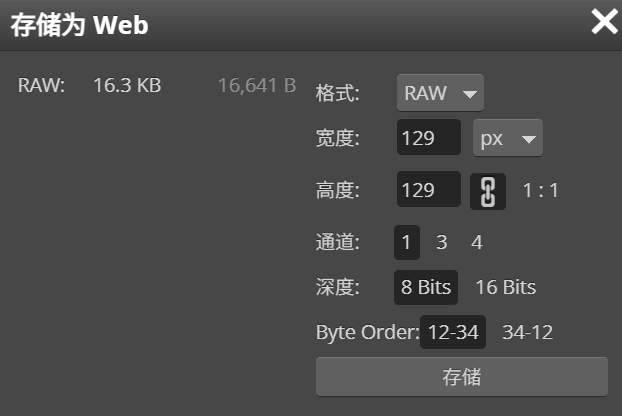 存储为 Web
RAW: 16.3 KB 16,641 B
格式: RAW
宽度: 129 px
高度: 129 1 : 1
通道: 1 3 4
深度: 8 Bits 16 Bits
Byte Order: 12-34 34-12
存储